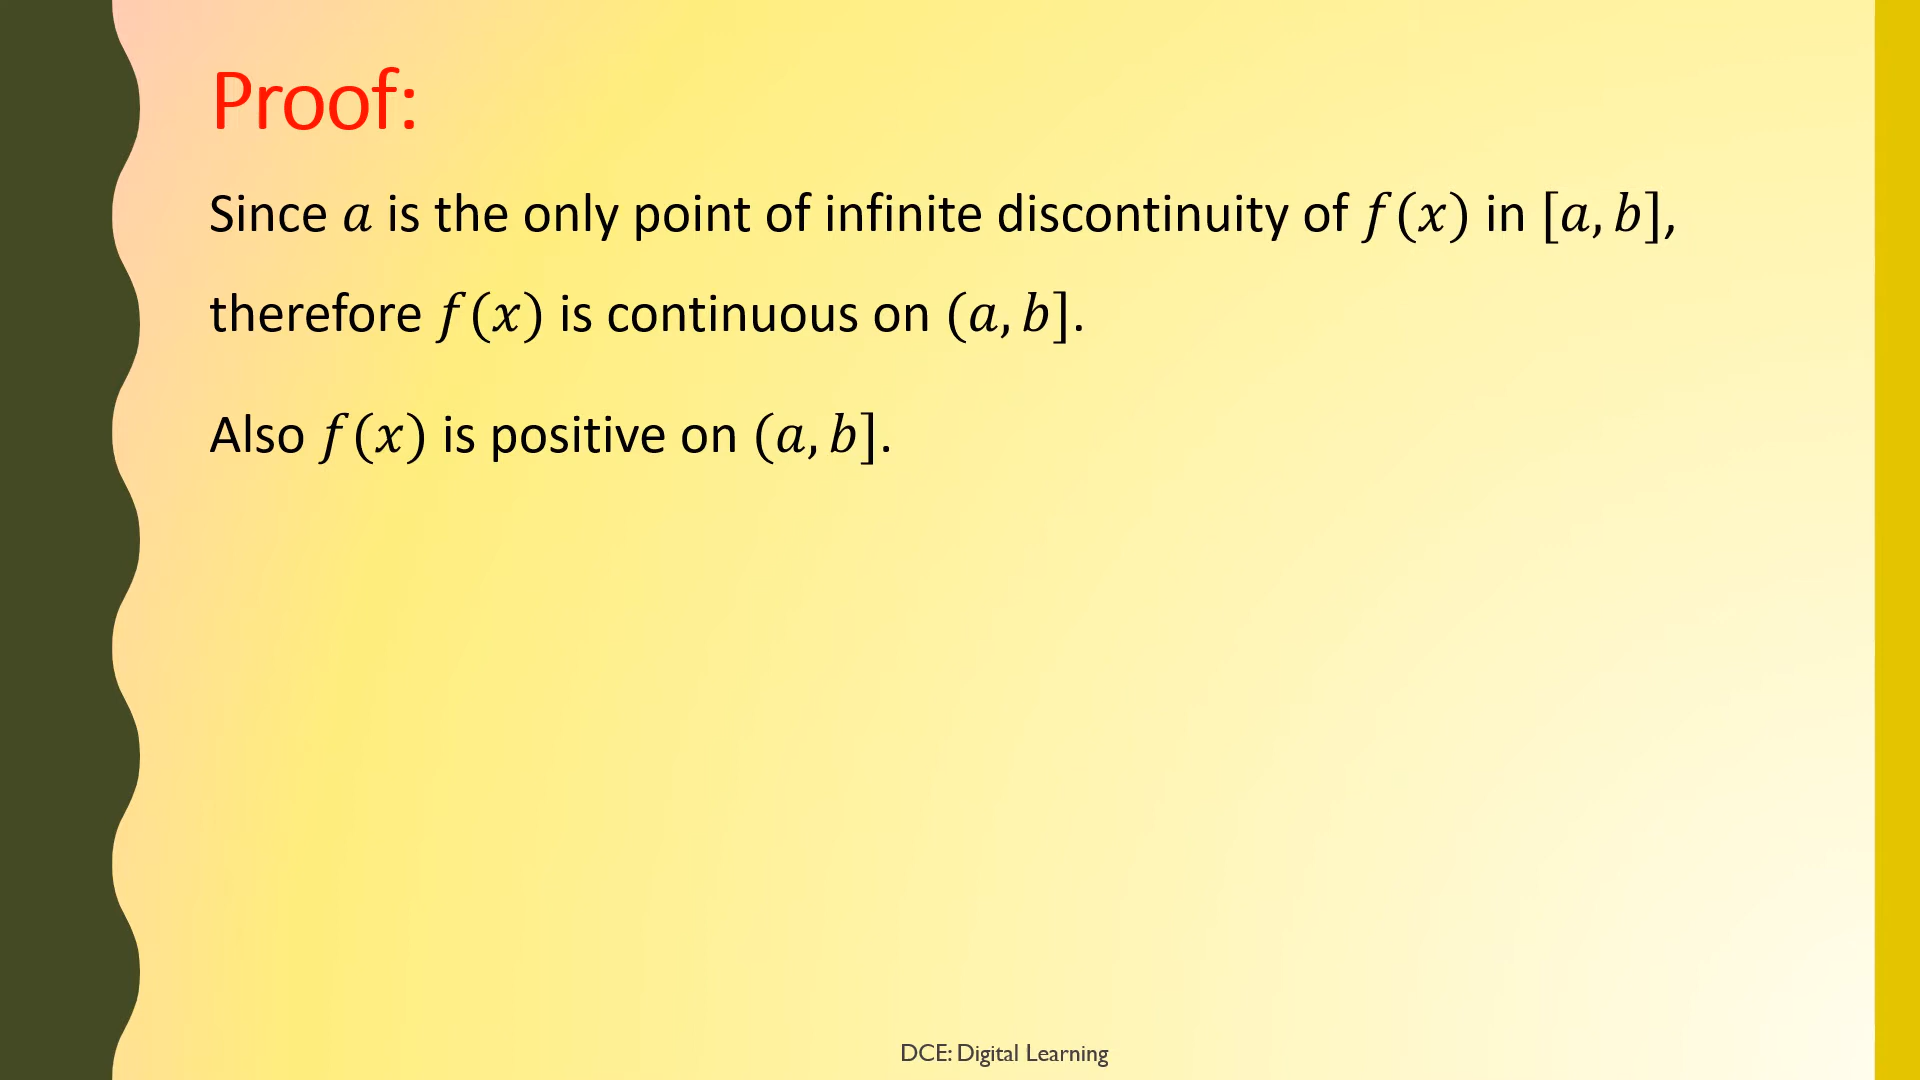 Proof:
Since 𝑎 is the only point of infinite discontinuity of 𝑓(𝑥) in [𝑎, 𝑏],
therefore 𝑓(𝑥) is continuous on (𝑎, 𝑏].
Also 𝑓(𝑥) is positive on (𝑎, 𝑏].
DCE: Digital Learning